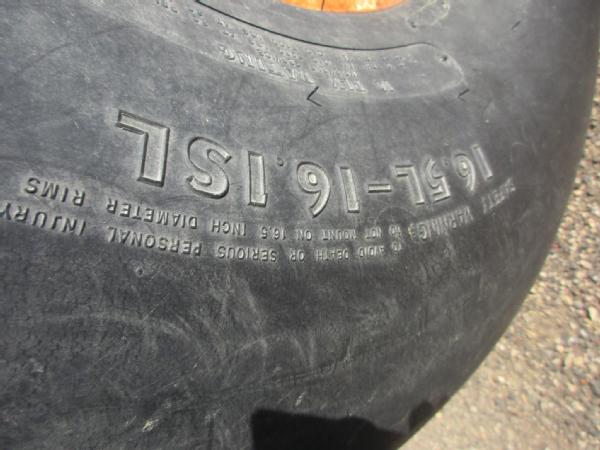 16.5L-16.1SL
SAFETY WARNING: TO AVOID DEATH OR SERIOUS PERSONAL INJURY
DO NOT MOUNT ON 16.5 INCH DIAMETER RIMS
RATING